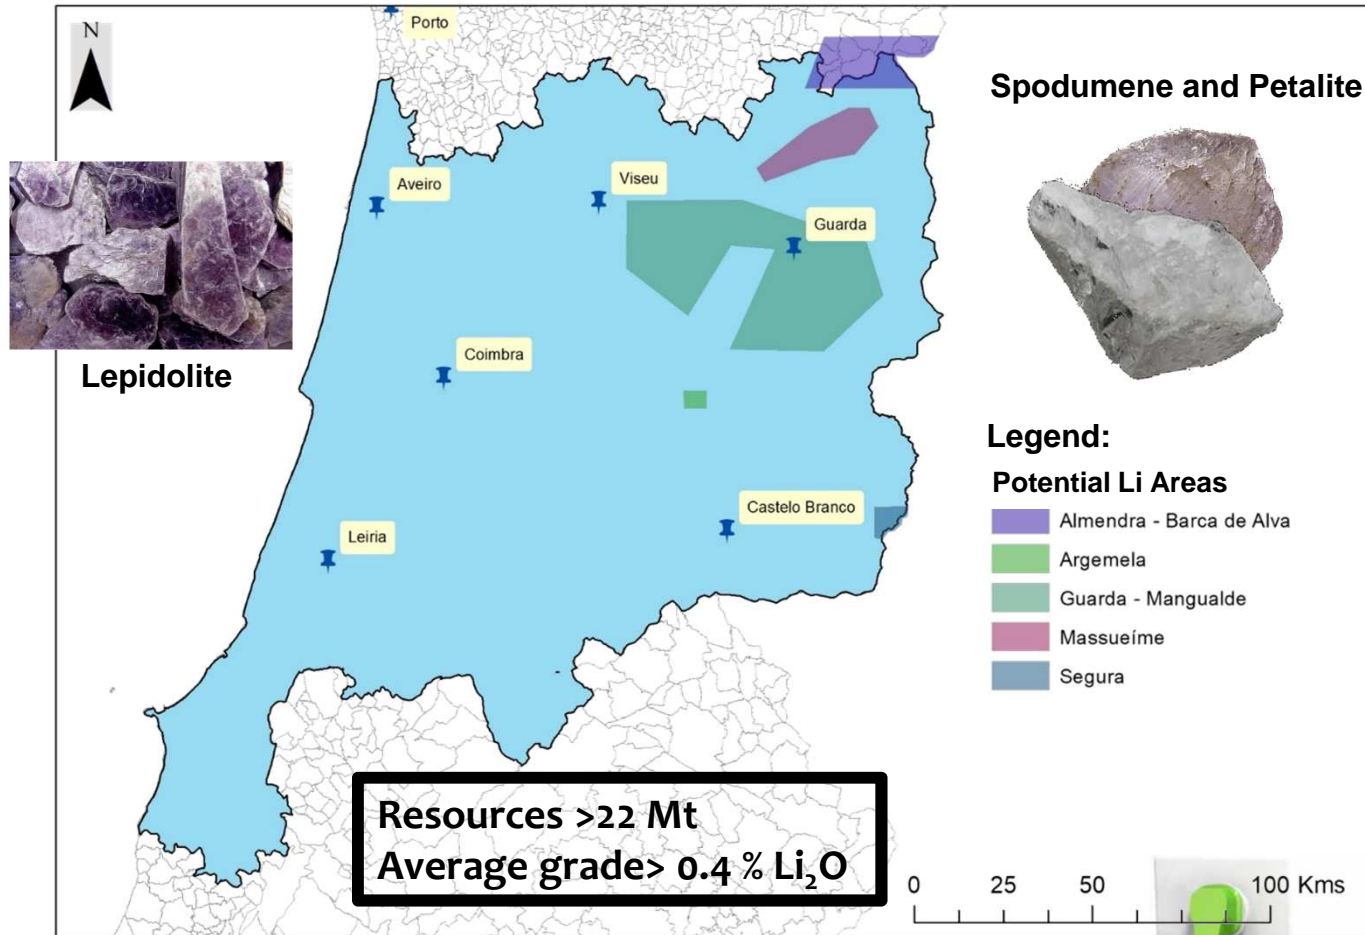 N
Porto
Spodumene and Petalite
Aveiro
Viseu
Guarda
Lepidolite
Coimbra
Legend:
Potential Li Areas
Almendra - Barca de Alva
Argemela
Guarda - Mangualde
Massueíme
Segura
Castelo Branco
Leiria
Resources >22 Mt
Average grade> 0.4 % Li₂O
0 25 50 100 Kms